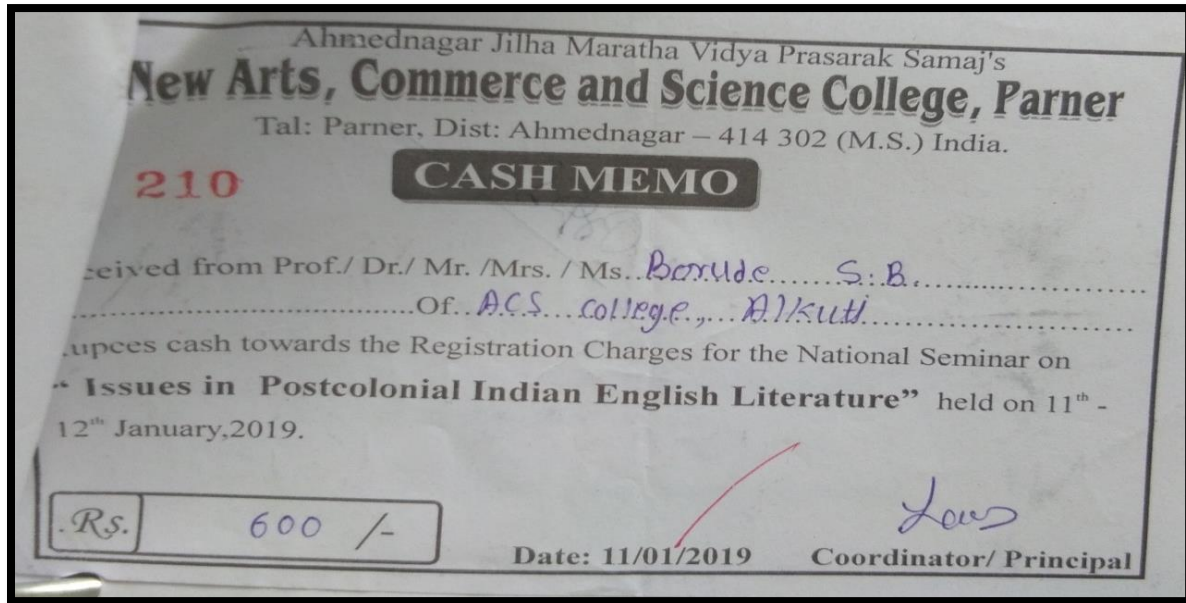 Ahmednagar Jilha Maratha Vidya Prasarak Samaj's
New Arts, Commerce and Science College, Parner
Tal: Parner, Dist: Ahmednagar – 414 302 (M.S.) India.
CASH MEMO
210
ceived from Prof./ Dr./ Mr. /Mrs. / Ms..Borude......S.B..................
....................................Of..A.C.S...College,...Alkuti........................
upees cash towards the Registration Charges for the National Seminar on
“ Issues in Postcolonial Indian English Literature” held on 11th -
12th January,2019.
Rs. 600 /-
Date: 11/01/2019 Coordinator/ Principal